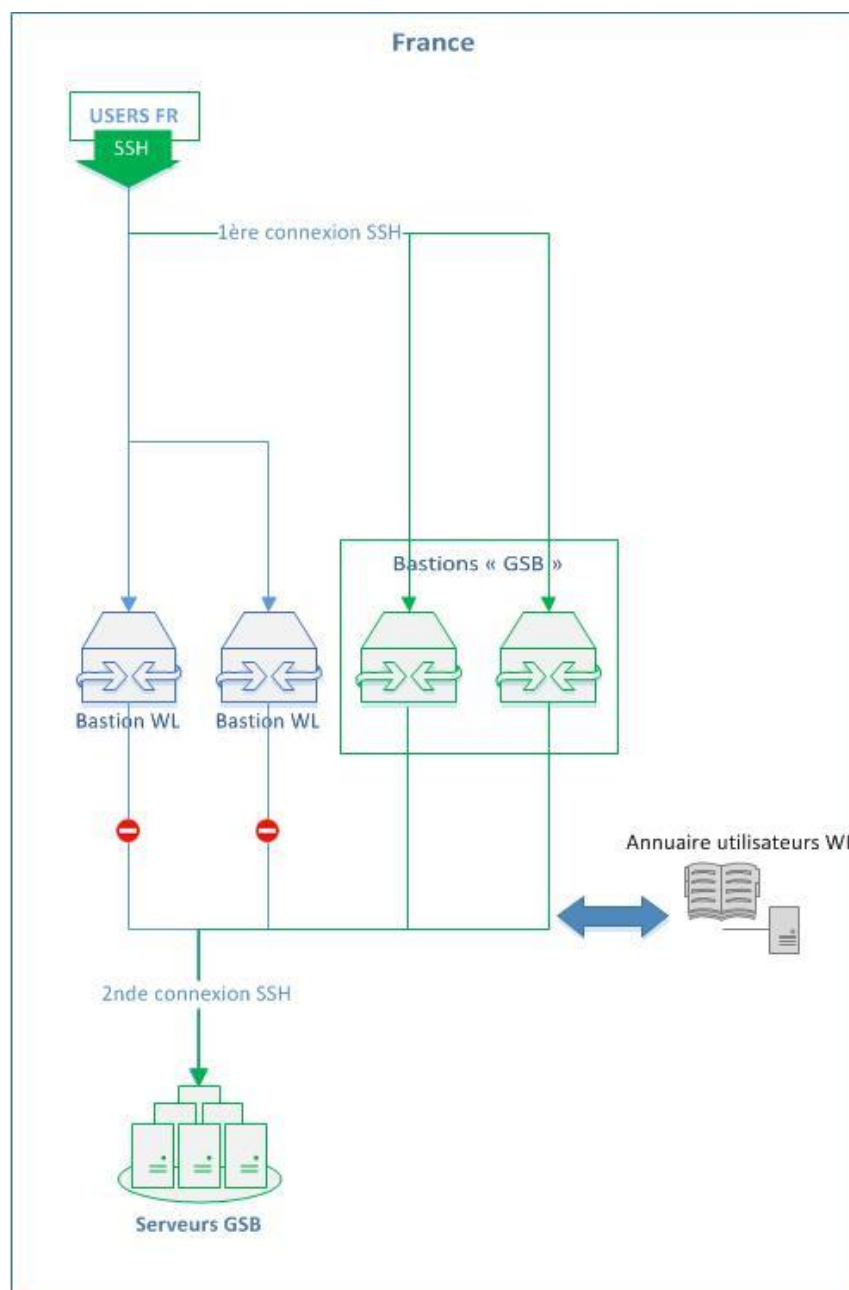 France
USERS FR
SSH
1ère connexion SSH
Bastions « GSB »
Bastion WL
Bastion WL
Annuaire utilisateurs
2nde connexion SSH
Serveurs GSB